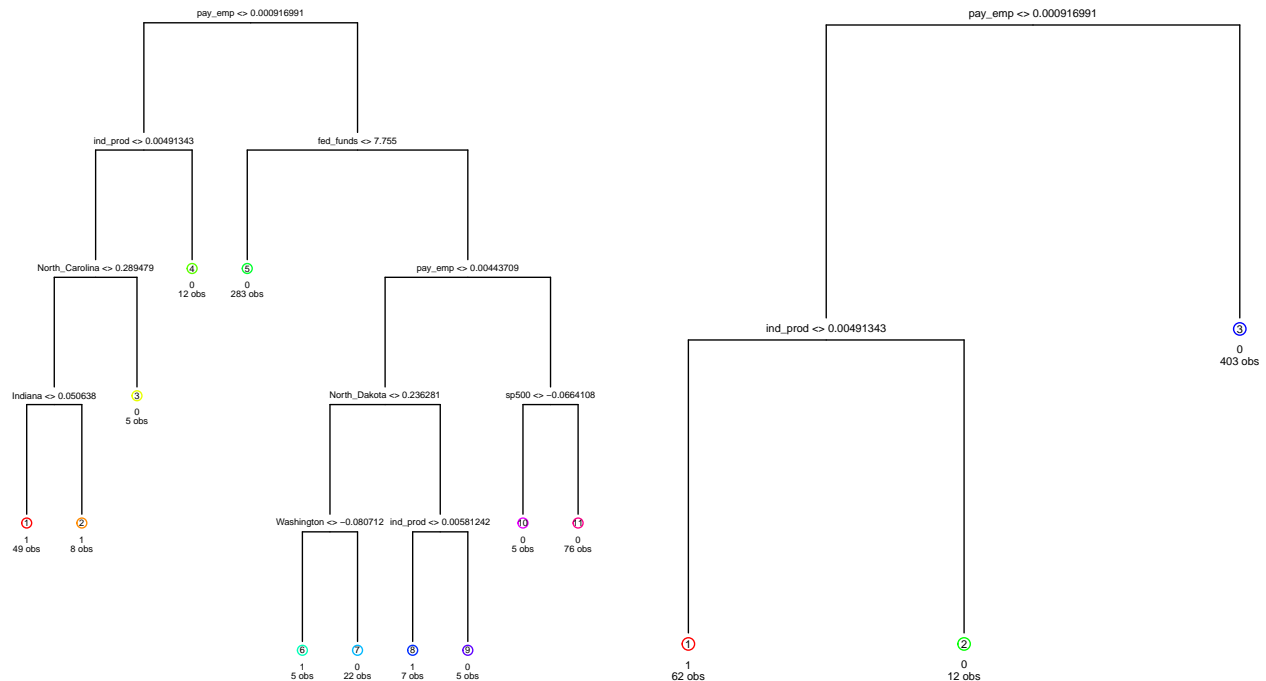 pay_emp <> 0.000916991
ind_prod <> 0.00491343
fed_funds <> 7.755
North_Carolina <> 0.289479
4
0
12 obs
5
0
283 obs
pay_emp <> 0.00443709
Indiana <> 0.050638
3
0
5 obs
North_Dakota <> 0.236281
sp500 <> −0.0664108
1
1
49 obs
2
1
8 obs
Washington <> −0.080712
ind_prod <> 0.00581242
10
0
5 obs
11
0
76 obs
6
1
5 obs
7
0
22 obs
8
1
7 obs
9
0
5 obs
pay_emp <> 0.000916991
ind_prod <> 0.00491343
3
0
403 obs
1
1
62 obs
2
0
12 obs